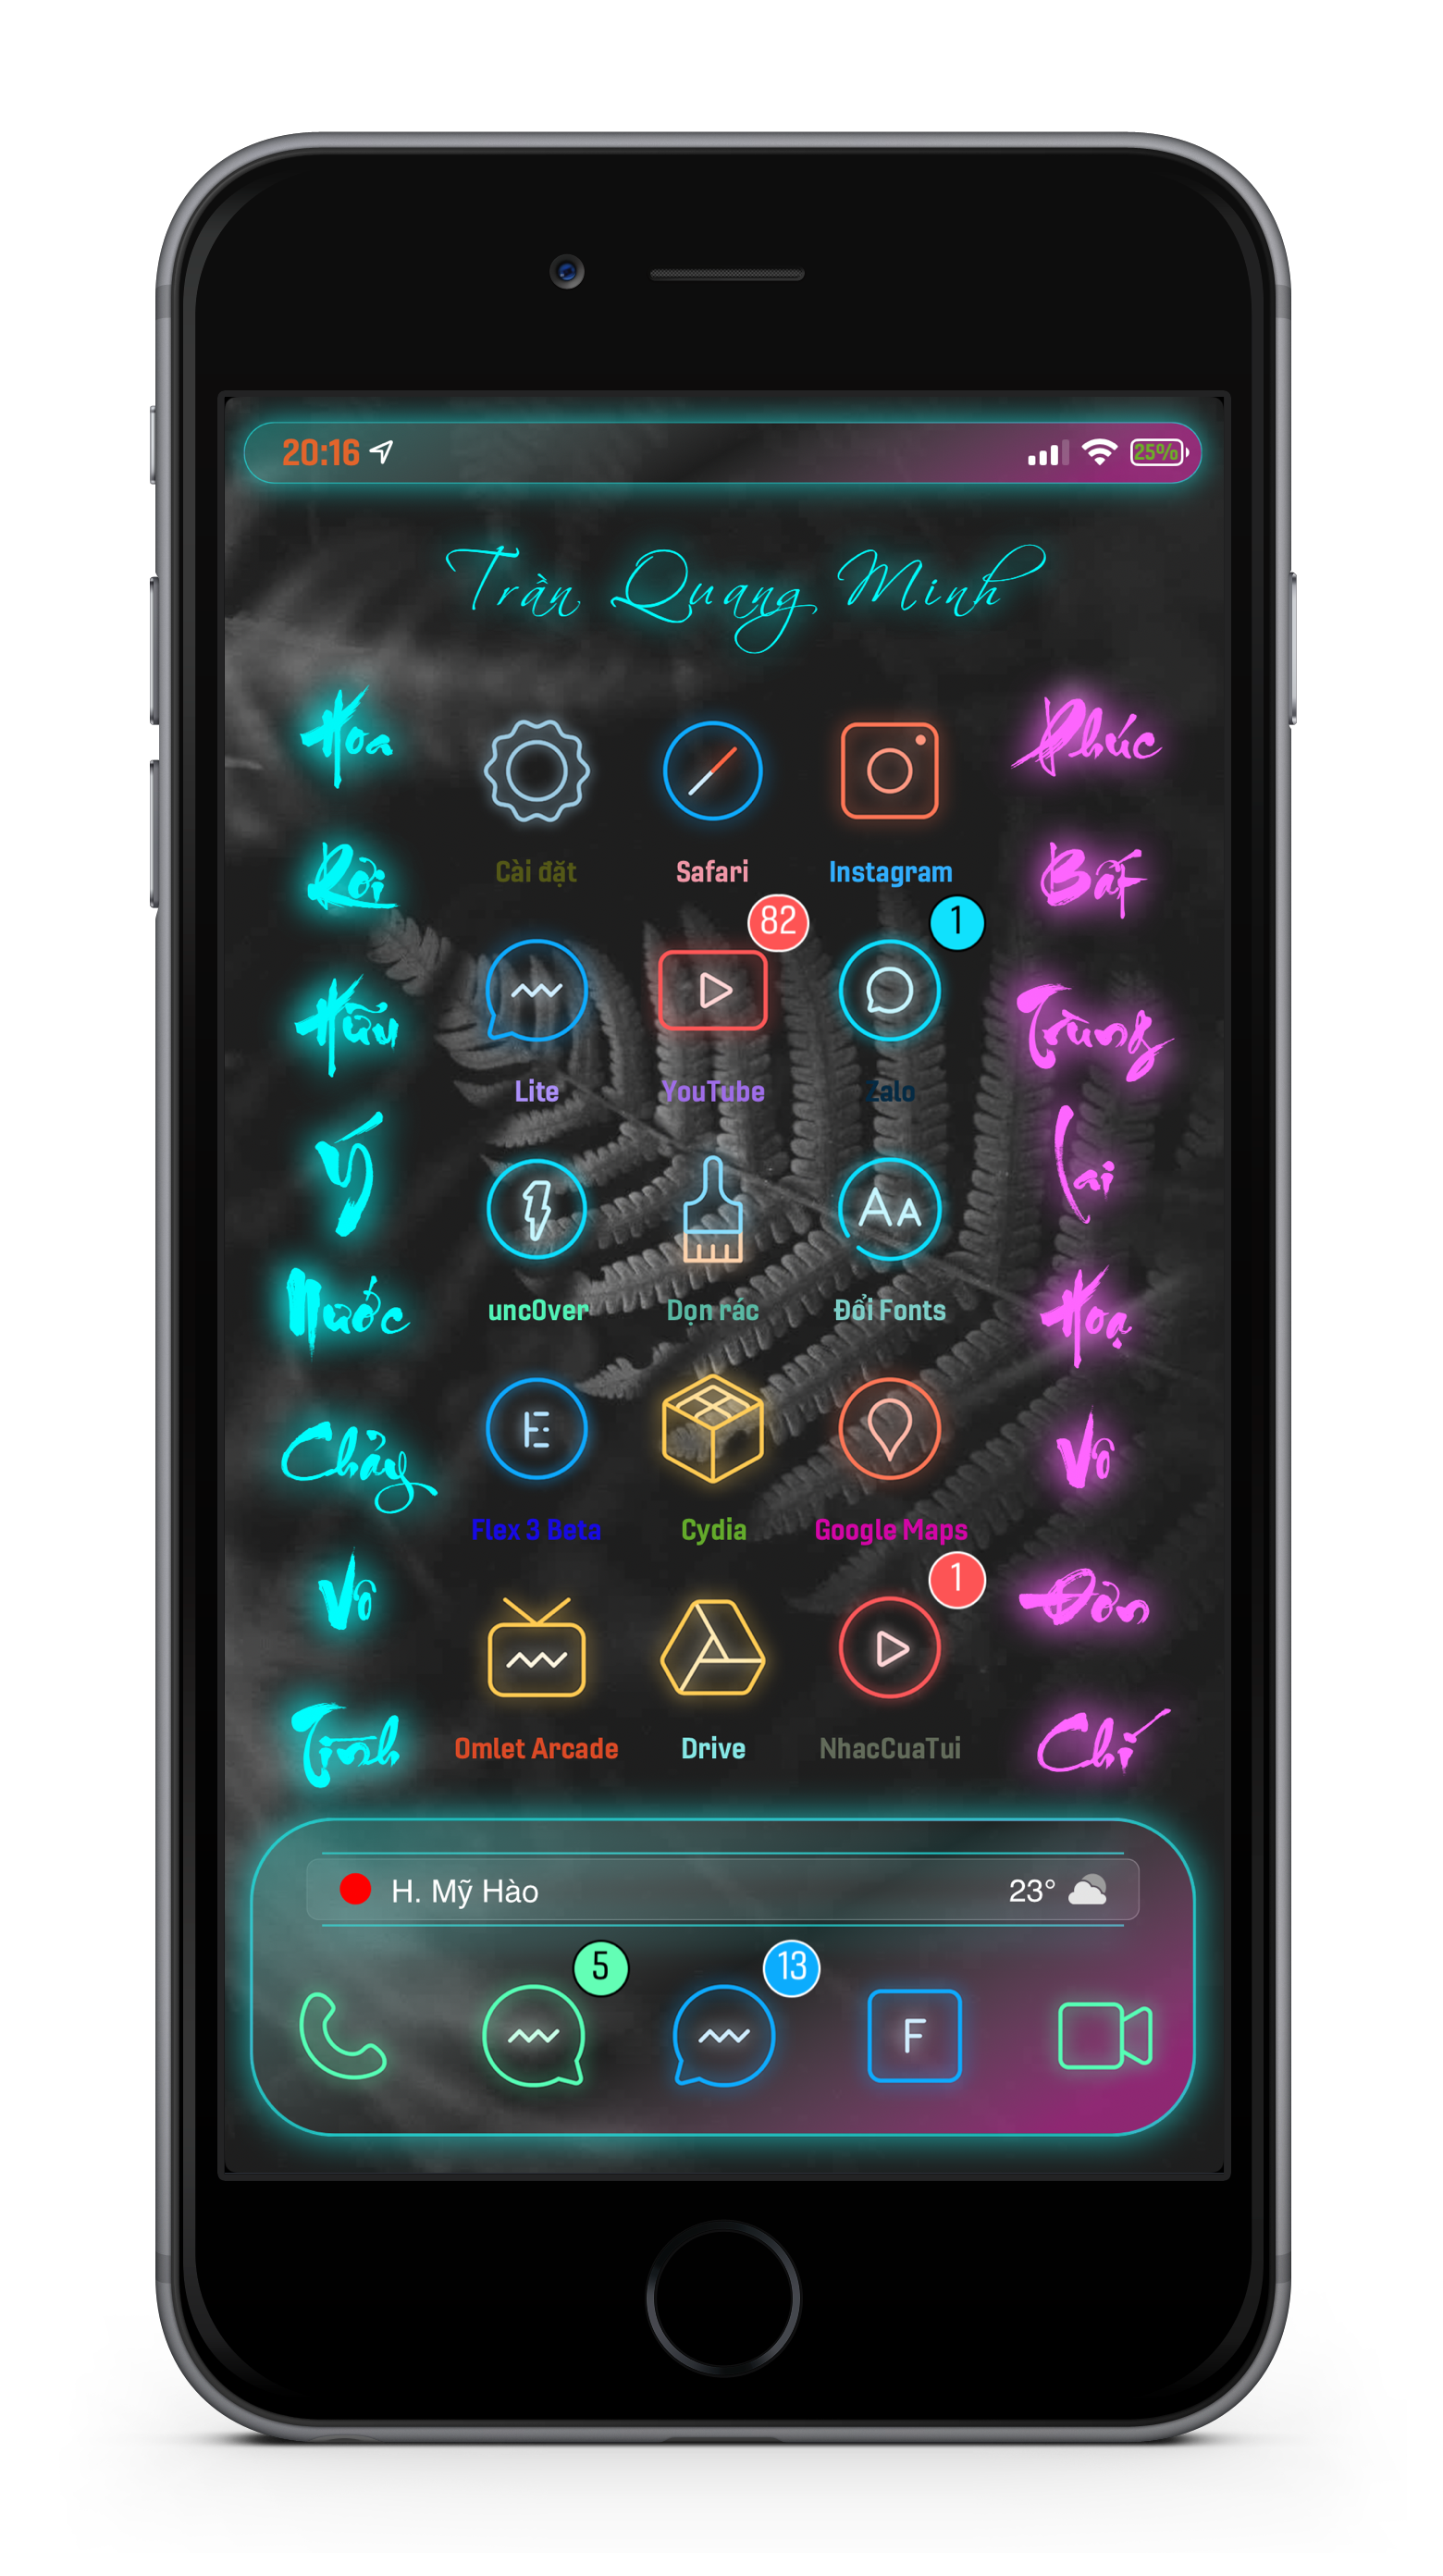 20:16
25%
Trần Quang Minh
Hoa
Rơi
Hữu
Ý
Nước
Chảy
Vô
Tình
Phúc
Bất
Trùng
Lai
Hoạ
Vô
Đơn
Chí
Cài đặt
Safari
Instagram
82
1
Lite
YouTube
Zalo
AA
unc0ver
Dọn rác
Đổi Fonts
E
Flex 3 Beta
Cydia
Google Maps
1
Omlet Arcade
Drive
NhacCuaTui
H. Mỹ Hào
23°
5
13
F